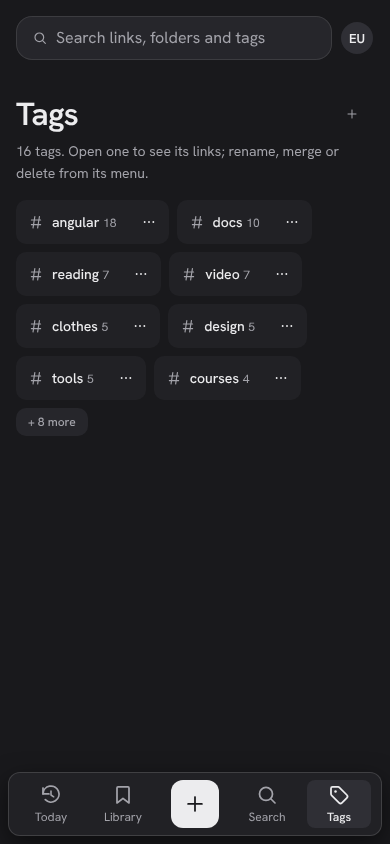 Search links, folders and tags
EU
Tags
+
16 tags. Open one to see its links; rename, merge or
delete from its menu.
# angular 18 ... # docs 10 ...
# reading 7 ... # video 7 ...
# clothes 5 ... # design 5 ...
# tools 5 ... # courses 4 ...
+ 8 more
Today Library + Search Tags